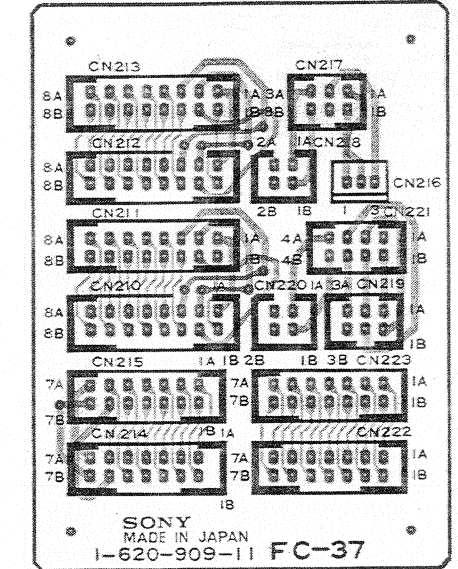 CN213 CN217
8A 1A 3A 1A
8B 1B 3B 1B
CN212 2A 1A CN218
8A
8B CN216
2B 1B 1 3 CN221
CN211
8A 1A 4A 1A
8B 1B 4B 1B
CN210 1A CN220 1A 3A CN219
8A 1A
8B 1B
CN215 1A 1B 2B 1B 3B CN223
7A 7A 1A
7B 7B 1B
CN214 1B 1A CN222
7A 7A 1A
7B 7B 1B
1B
SONY
MADE IN JAPAN
1-620-909-11 FC-37